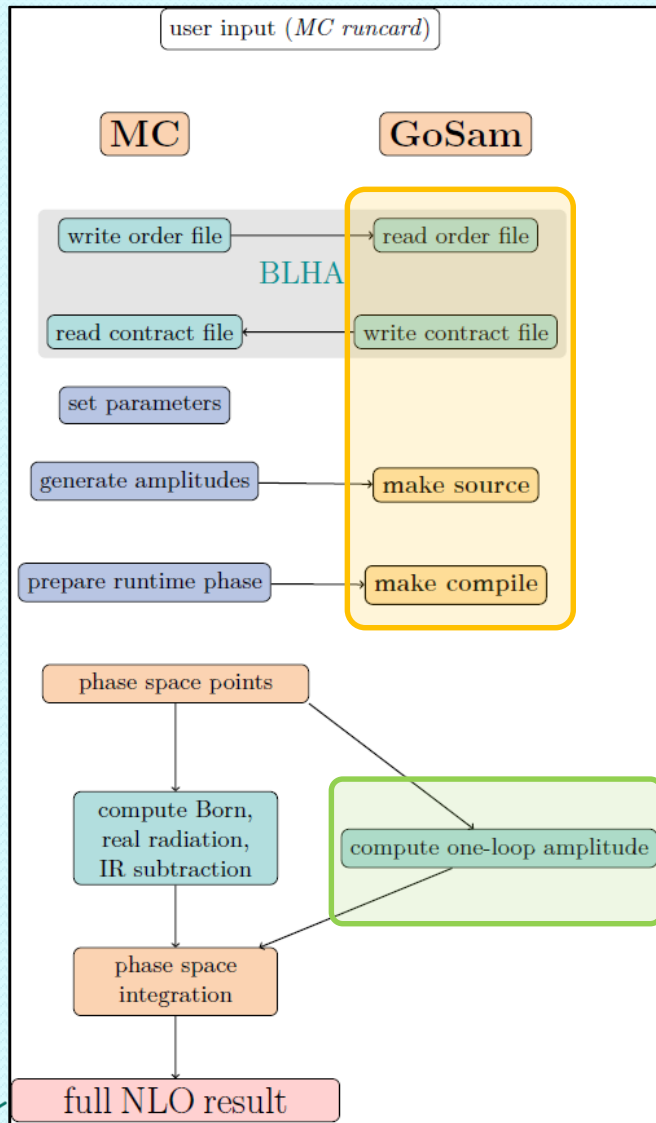 user input (MC runcard)
MC
GoSam
write order file
read order file
BLHA
read contract file
write contract file
set parameters
generate amplitudes
make source
prepare runtime phase
make compile
phase space points
compute Born,
real radiation,
IR subtraction
compute one-loop amplitude
phase space
integration
full NLO result